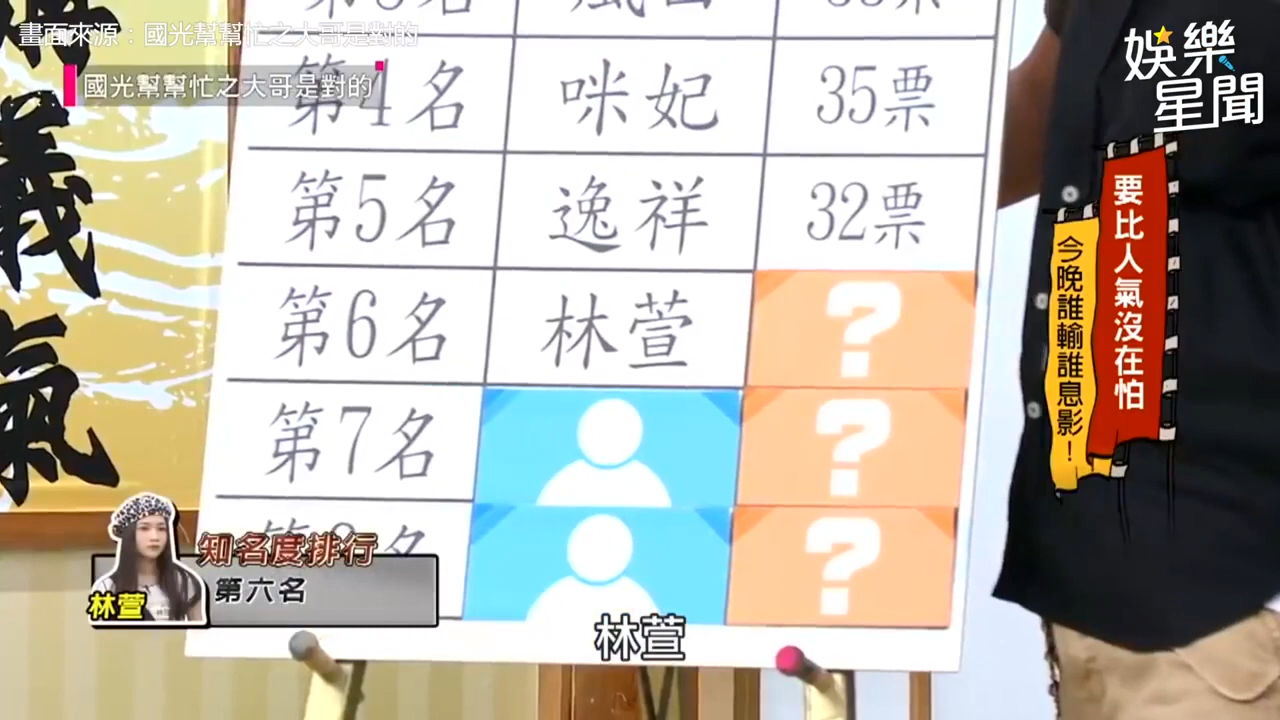 畫面來源：國光幫幫忙之大哥是對的
國光幫幫忙之大哥是對的
娛樂
星聞
第4名 咪妃 35票
第5名 逸祥 32票
第6名 林萱 ?
第7名 ?
?
要比人氣沒在怕
今晚誰輸誰息影！
義氣
知名度排行
第六名
林萱
林萱